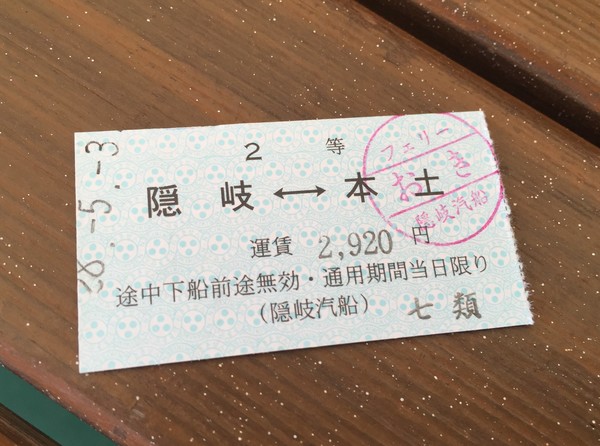 28.-5.-3
2 等
隠 岐 ↔ 本 土
運賃 2,920 円
途中下船前途無効・通用期間当日限り
(隠岐汽船) 七類
フェリー
おき
隠岐汽船